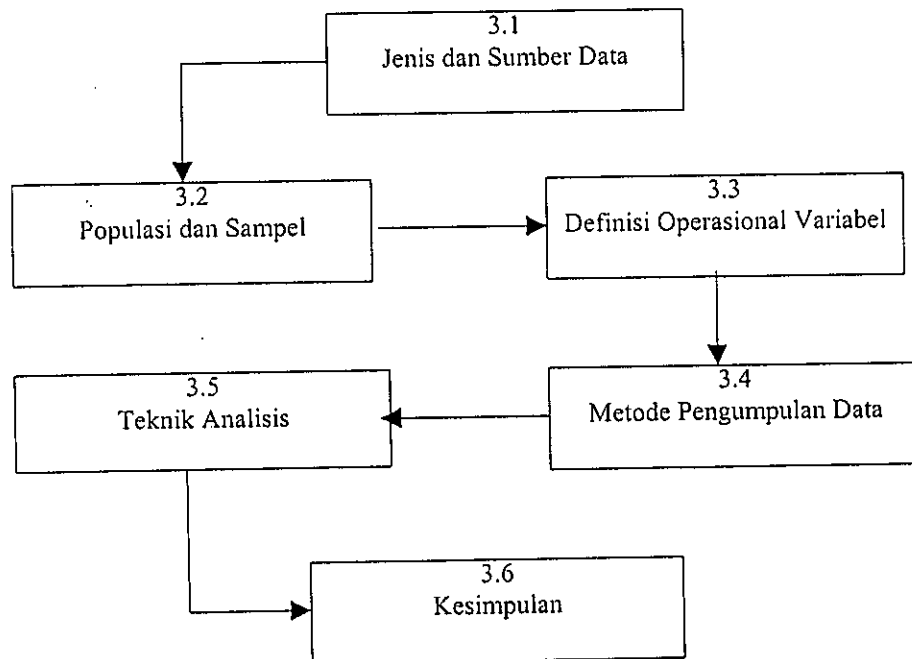 3.1
Jenis dan Sumber Data
3.2
Populasi dan Sampel
3.3
Definisi Operasional Variabel
3.4
Metode Pengumpulan Data
3.5
Teknik Analisis
3.6
Kesimpulan